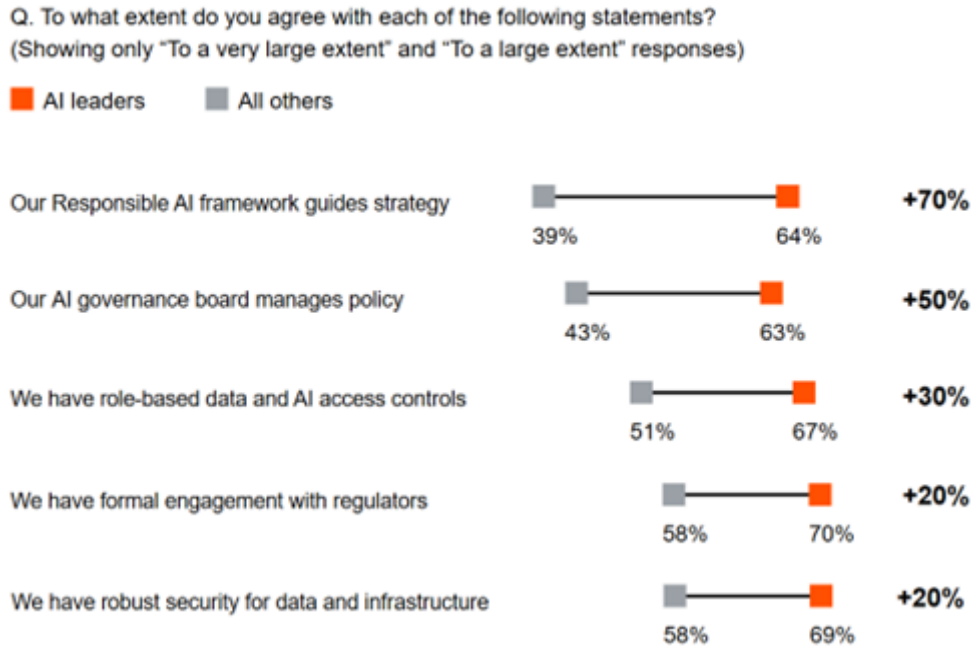 Q. To what extent do you agree with each of the following statements?
(Showing only “To a very large extent” and “To a large extent” responses)
AI leaders All others
Our Responsible AI framework guides strategy +70%
39% 64%
Our AI governance board manages policy +50%
43% 63%
We have role-based data and AI access controls +30%
51% 67%
We have formal engagement with regulators +20%
58% 70%
We have robust security for data and infrastructure +20%
58% 69%